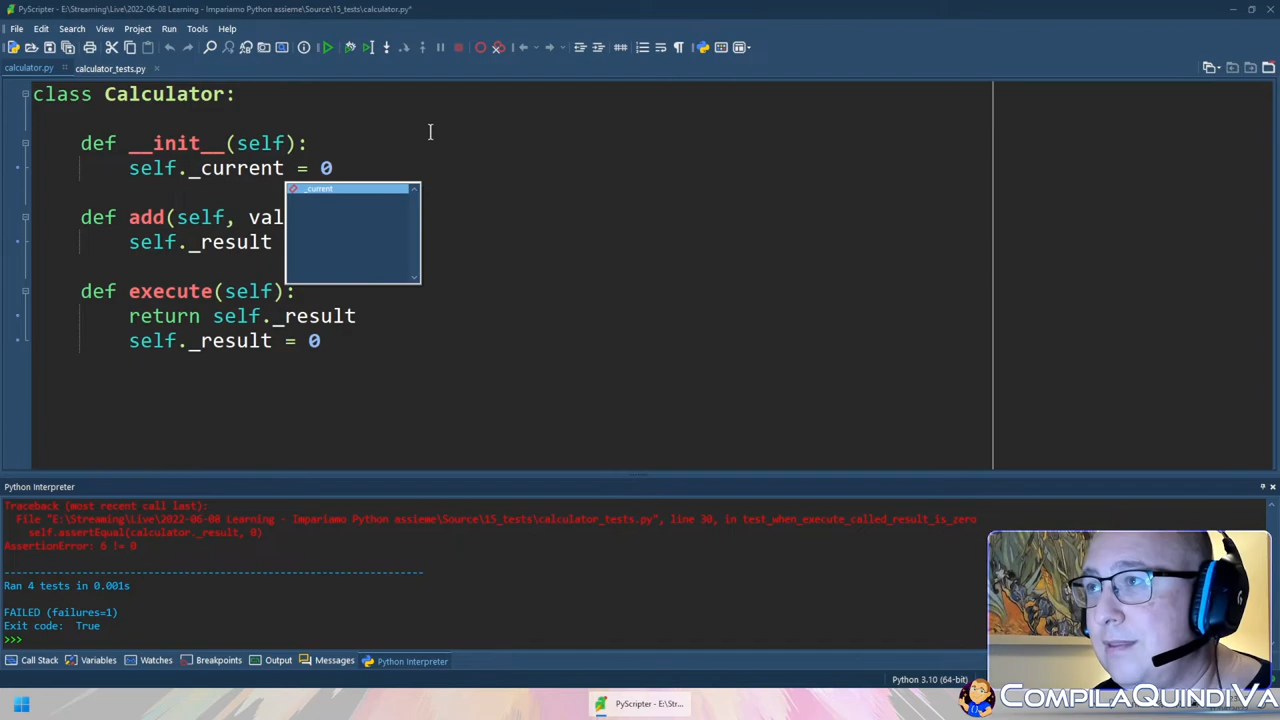 PyScripter - E:\Streaming\Live\2022-06-08 Learning - Impariamo Python assieme\Source\15_tests\calculator.py*
File Edit Search View Project Run Tools Help
calculator.py calculator_tests.py
class Calculator:
def __init__(self):
self._current = 0
_current
def add(self, val
self._result
def execute(self):
return self._result
self._result = 0
Python Interpreter
Traceback (most recent call last):
File "E:\Streaming\Live\2022-06-08 Learning - Impariamo Python assieme\Source\15_tests\calculator_tests.py", line 30, in test_when_execute_called_result_is_zero
self.assertEqual(calculator._result, 0)
AssertionError: 6 != 0
----------------------------------------------------------------------
Ran 4 tests in 0.001s
FAILED (failures=1)
Exit code: True
>>>
Call Stack Variables Watches Breakpoints Output Messages Python Interpreter
Python 3.10 (64-bit)
PyScripter - E:\Stre...
COMPILAQUINDIVA